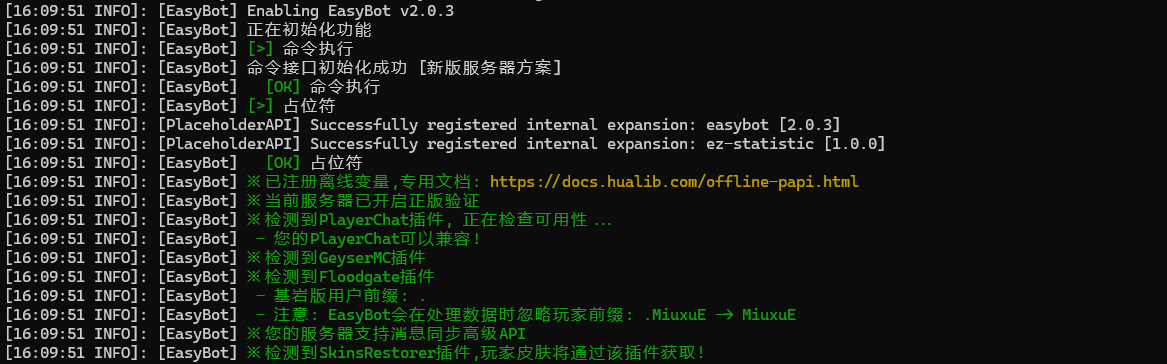 [16:09:51 INFO]: [EasyBot] Enabling EasyBot v2.0.3
[16:09:51 INFO]: [EasyBot] 正在初始化功能
[16:09:51 INFO]: [EasyBot] [>] 命令执行
[16:09:51 INFO]: [EasyBot] 命令接口初始化成功 [新版服务器方案]
[16:09:51 INFO]: [EasyBot]   [OK] 命令执行
[16:09:51 INFO]: [EasyBot] [>] 占位符
[16:09:51 INFO]: [PlaceholderAPI] Successfully registered internal expansion: easybot [2.0.3]
[16:09:51 INFO]: [PlaceholderAPI] Successfully registered internal expansion: ez-statistic [1.0.0]
[16:09:51 INFO]: [EasyBot]   [OK] 占位符
[16:09:51 INFO]: [EasyBot] ※已注册离线变量,专用文档: https://docs.hualib.com/offline-papi.html
[16:09:51 INFO]: [EasyBot] ※当前服务器已开启正版验证
[16:09:51 INFO]: [EasyBot] ※检测到PlayerChat插件, 正在检查可用性 ...
[16:09:51 INFO]: [EasyBot]  - 您的PlayerChat可以兼容!
[16:09:51 INFO]: [EasyBot] ※检测到GeyserMC插件
[16:09:51 INFO]: [EasyBot] ※检测到Floodgate插件
[16:09:51 INFO]: [EasyBot]  - 基岩版用户前缀: .
[16:09:51 INFO]: [EasyBot]  - 注意: EasyBot会在处理数据时忽略玩家前缀: .MiuxuE -> MiuxuE
[16:09:51 INFO]: [EasyBot] ※您的服务器支持消息同步高级API
[16:09:51 INFO]: [EasyBot] ※检测到SkinsRestorer插件,玩家皮肤将通过该插件获取!